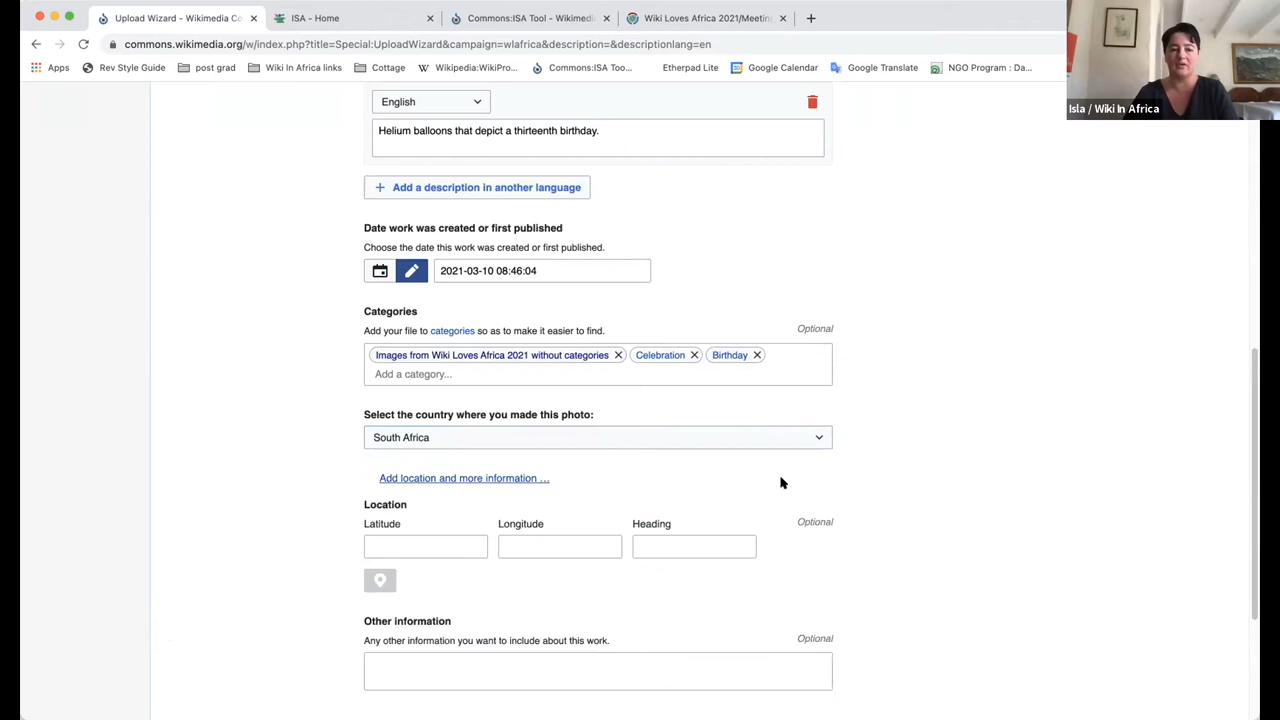 Upload Wizard - Wikimedia Co
ISA - Home
Commons:ISA Tool - Wikimedi
Wiki Loves Africa 2021/Meetin
commons.wikimedia.org/w/index.php?title=Special:UploadWizard&campaign=wlafrica&description=&descriptionlang=en
Apps
Rev Style Guide
post grad
Wiki In Africa links
Cottage
Wikipedia:WikiPro...
Commons:ISA Too...
Etherpad Lite
Google Calendar
Google Translate
NGO Program : Da...
Isla / Wiki In Africa
English
Helium balloons that depict a thirteenth birthday.
+ Add a description in another language
Date work was created or first published
Choose the date this work was created or first published.
2021-03-10 08:46:04
Categories
Add your file to categories so as to make it easier to find.
Optional
Images from Wiki Loves Africa 2021 without categories
Celebration
Birthday
Add a category...
Select the country where you made this photo:
South Africa
Add location and more information ...
Location
Latitude
Longitude
Heading
Optional
Other information
Any other information you want to include about this work.
Optional